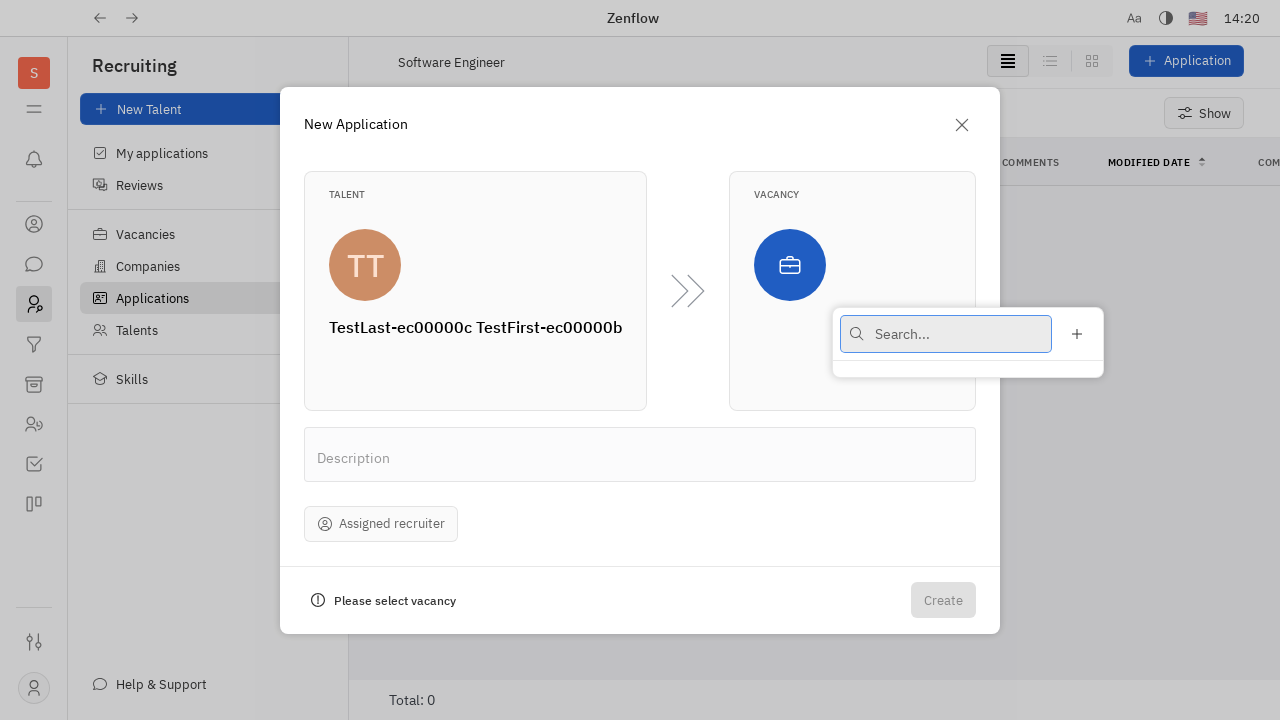 Zenflow
Aa
14:20
S
Recruiting
New Talent
My applications
Reviews
Vacancies
Companies
Applications
Talents
Skills
Help & Support
Software Engineer
Application
Show
COMMENTS
MODIFIED DATE
COM
New Application
TALENT
TT
TestLast-ec00000c TestFirst-ec00000b
VACANCY
Search...
Description
Assigned recruiter
Please select vacancy
Create
Total: 0